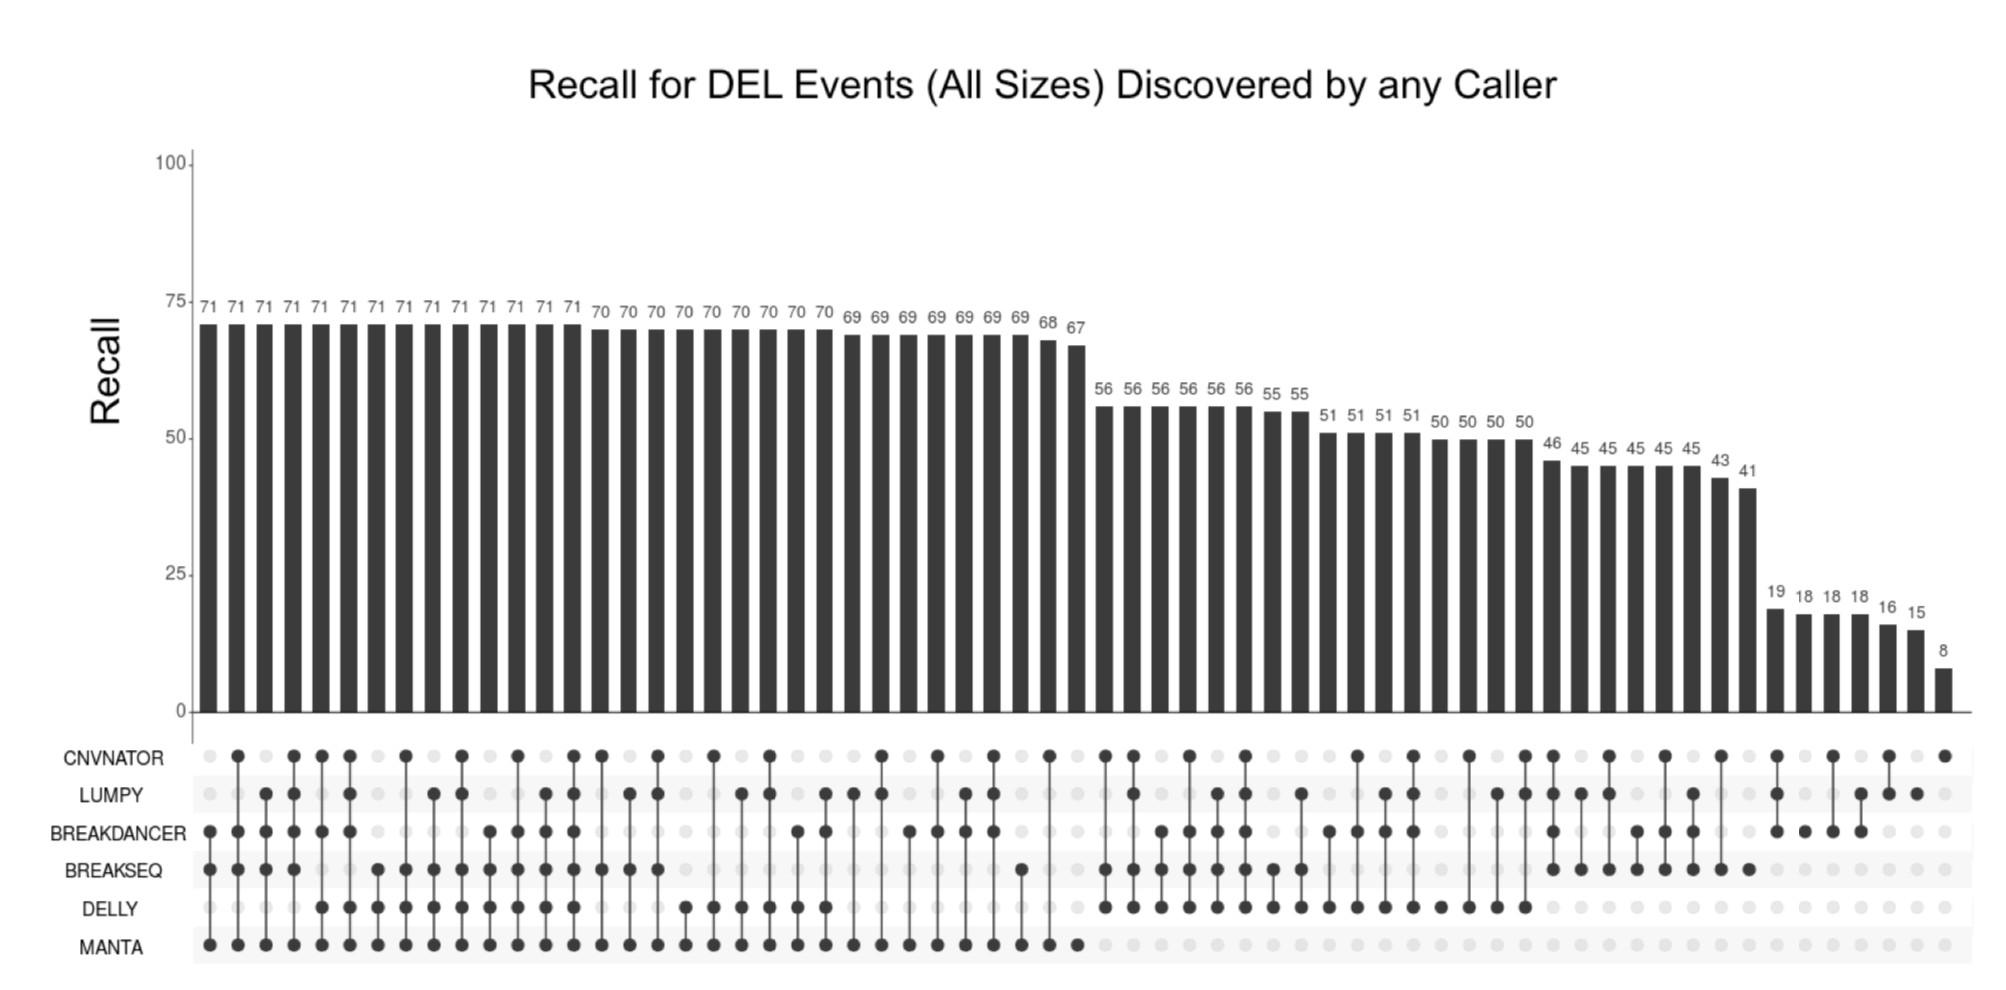 Recall for DEL Events (All Sizes) Discovered by any Caller
Recall
100
75
50
25
0
71 71 71 71 71 71 71 71 71 71 71 71 71 71 70 70 70 70 70 70 70 70 70 69 69 69 69 69 69 69 68 67 56 56 56 56 56 56 55 55 51 51 51 51 50 50 50 50 46 45 45 45 45 45 43 41 19 18 18 18 16 15 8
CNVNATOR
LUMPY
BREAKDANCER
BREAKSEQ
DELLY
MANTA